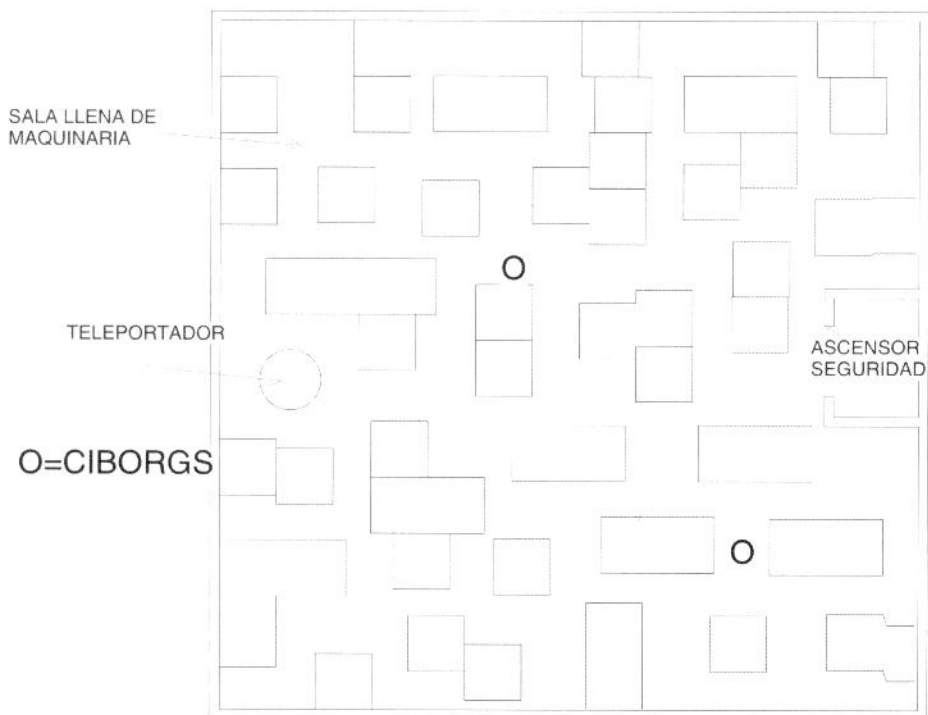 SALA LLENA DE
MAQUINARIA
O
TELEPORTADOR
ASCENSOR
SEGURIDAD
O=CIBORGS
O